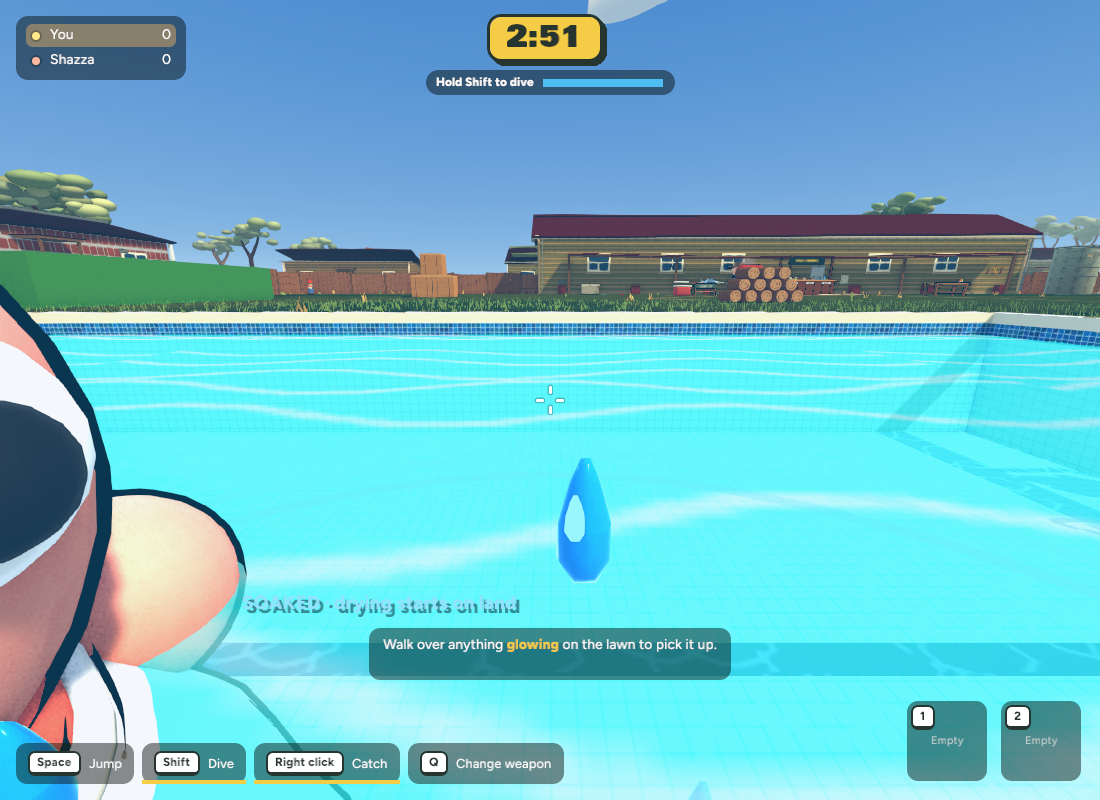 You 0
Shazza 0
2:51
Hold Shift to dive
SOAKED · drying starts on land
Walk over anything glowing on the lawn to pick it up.
1
Empty
2
Empty
Space Jump
Shift Dive
Right click Catch
Q Change weapon